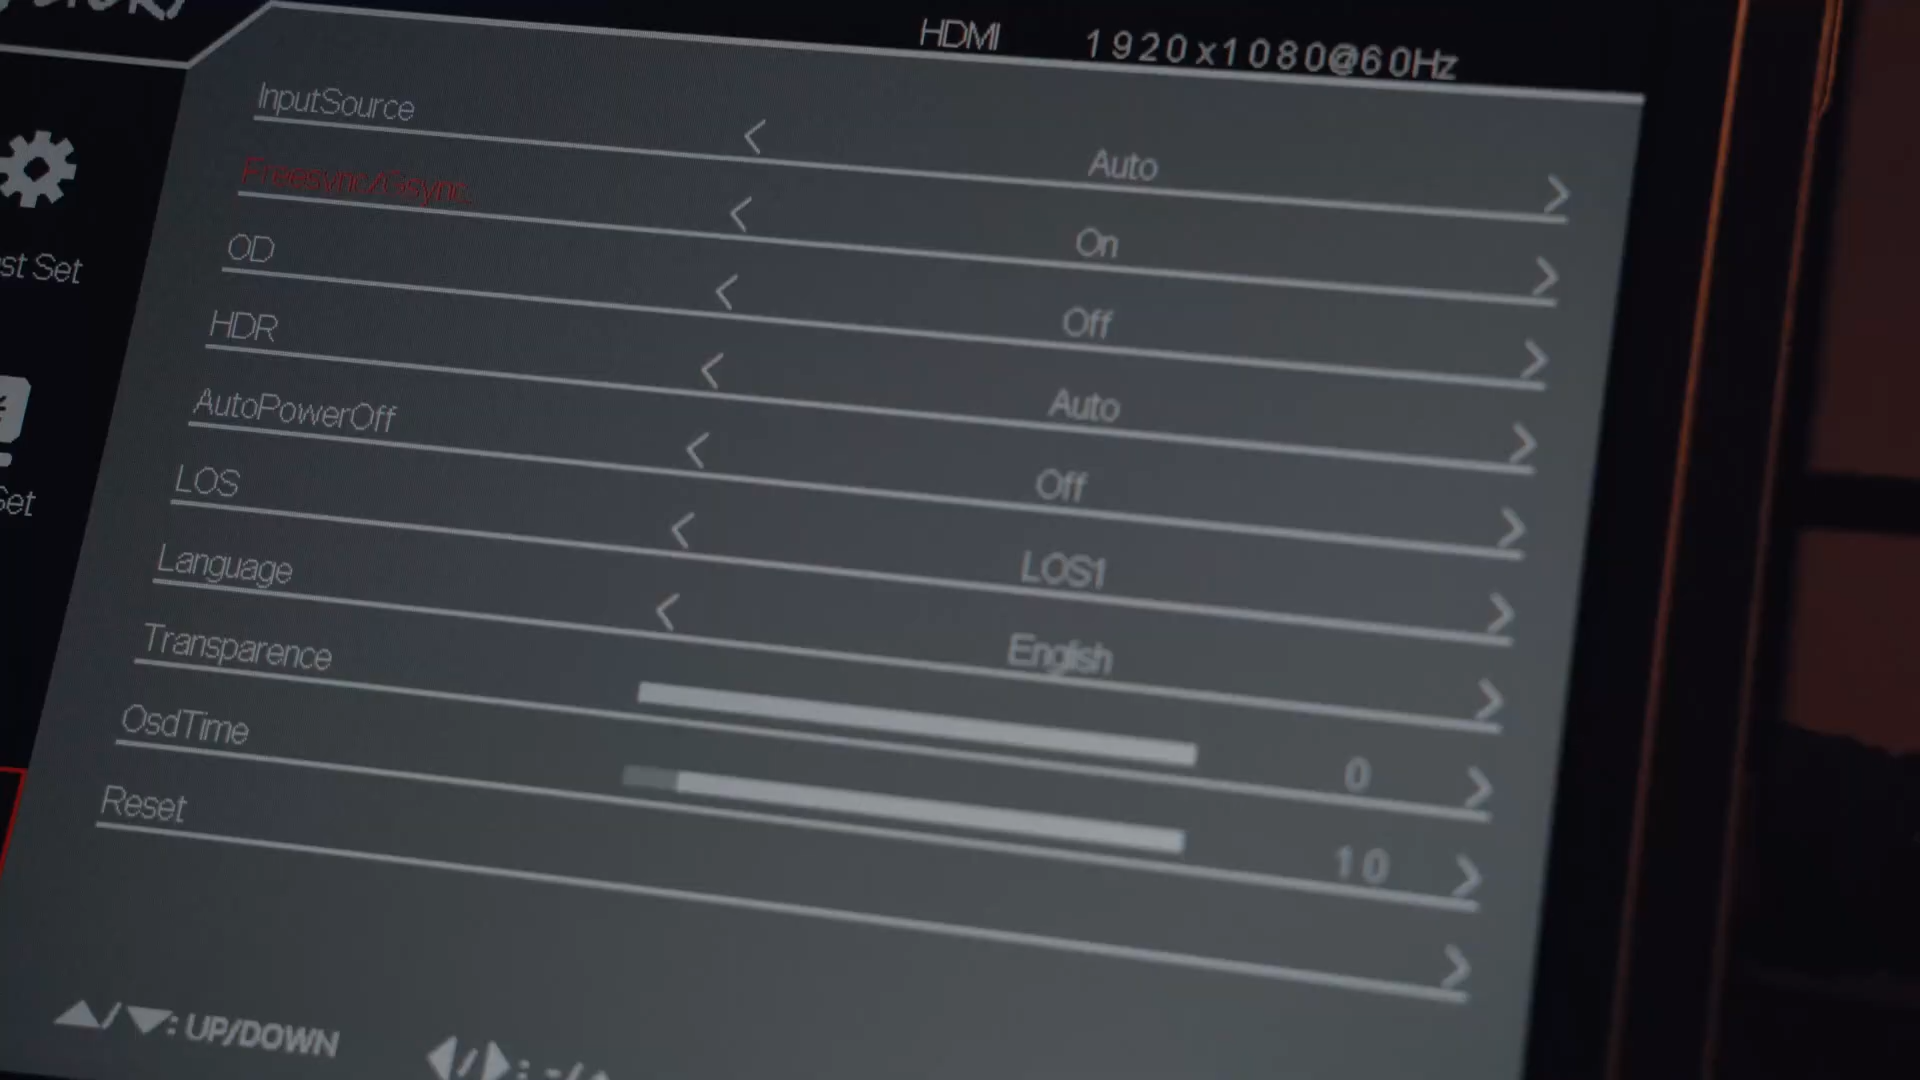 HDMI 1920x1080@60Hz
InputSource Auto
Freesync/Gsync On
OD Off
HDR Auto
AutoPowerOff Off
LOS LOS1
Language English
Transparence 0
OsdTime 10
Reset
st Set
Set
▲/▼: UP/DOWN ◀/▶: -/